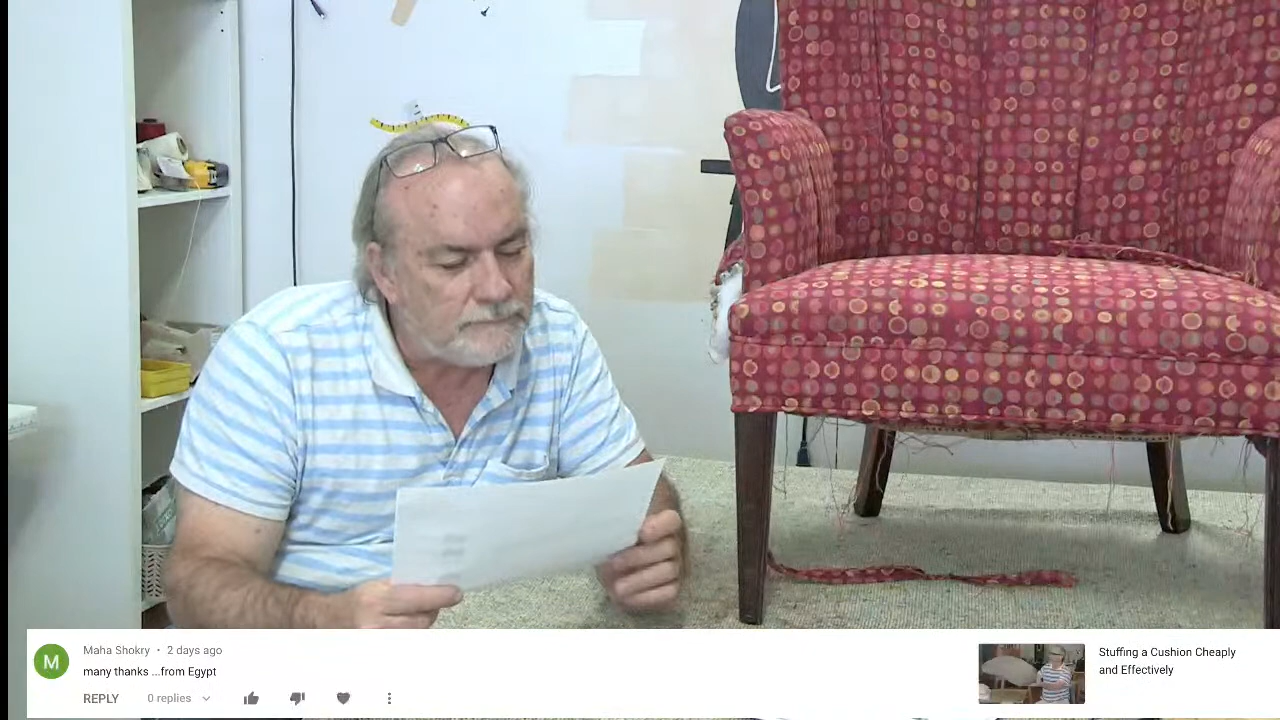 Maha Shokry • 2 days ago
many thanks ...from Egypt
REPLY 0 replies
M
Stuffing a Cushion Cheaply
and Effectively